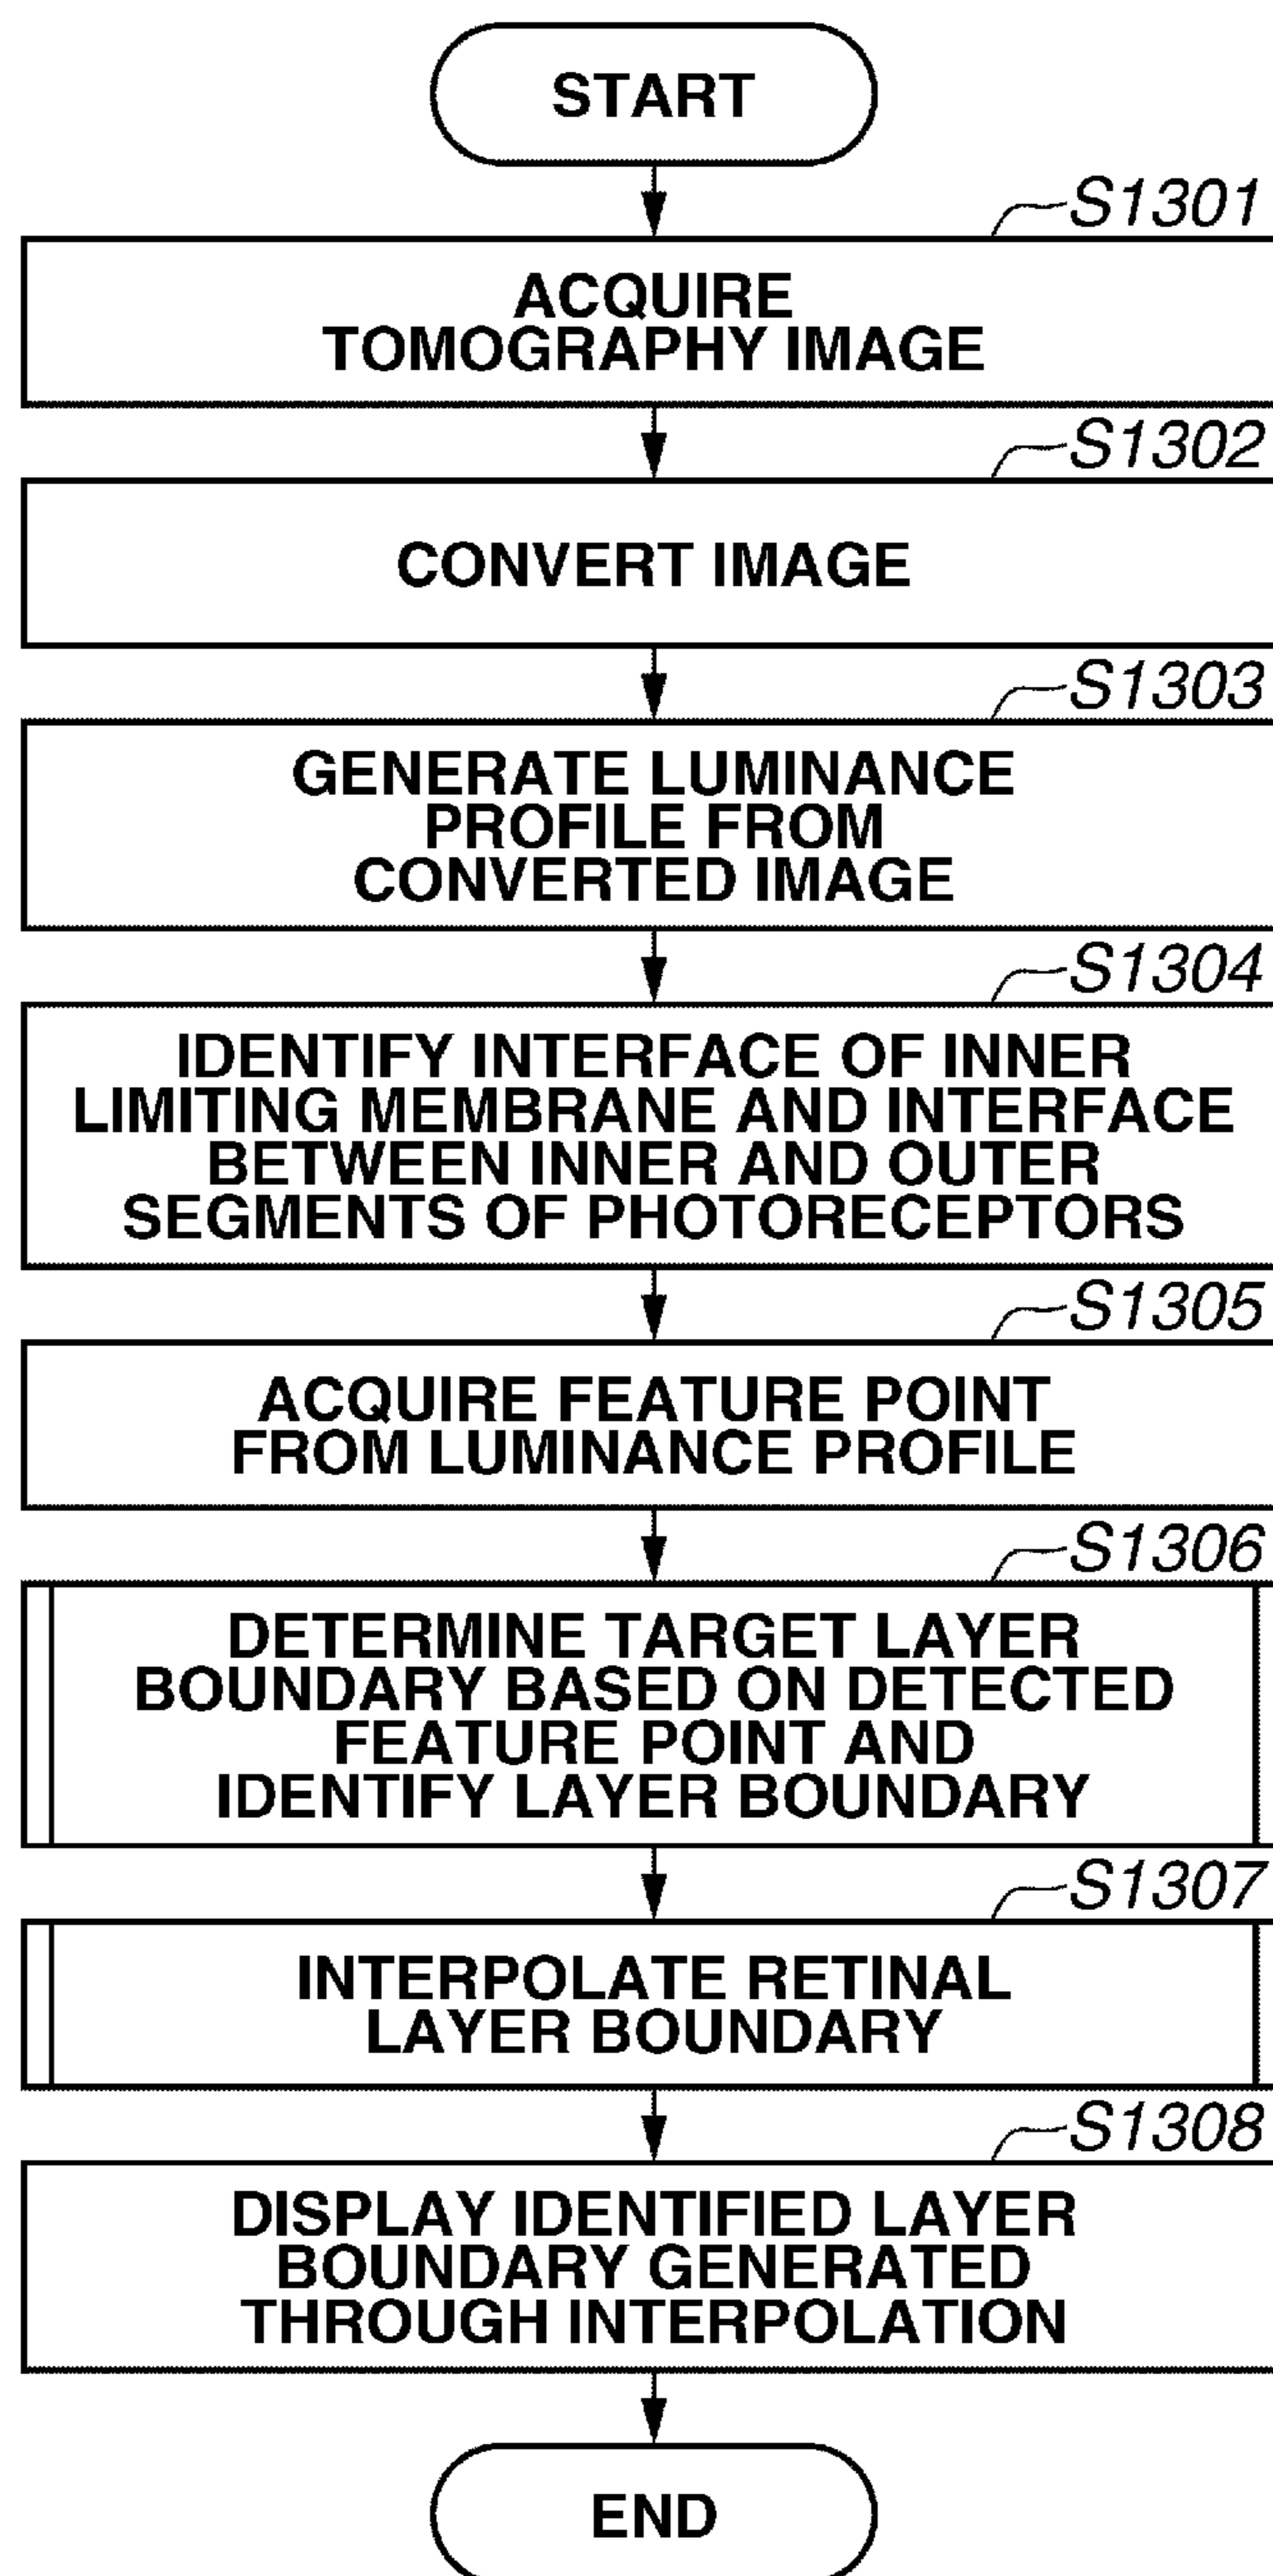 START
S1301
ACQUIRE
TOMOGRAPHY IMAGE
S1302
CONVERT IMAGE
S1303
GENERATE LUMINANCE
PROFILE FROM
CONVERTED IMAGE
S1304
IDENTIFY INTERFACE OF INNER
LIMITING MEMBRANE AND INTERFACE
BETWEEN INNER AND OUTER
SEGMENTS OF PHOTORECEPTORS
S1305
ACQUIRE FEATURE POINT
FROM LUMINANCE PROFILE
S1306
DETERMINE TARGET LAYER
BOUNDARY BASED ON DETECTED
FEATURE POINT AND
IDENTIFY LAYER BOUNDARY
S1307
INTERPOLATE RETINAL
LAYER BOUNDARY
S1308
DISPLAY IDENTIFIED LAYER
BOUNDARY GENERATED
THROUGH INTERPOLATION
END